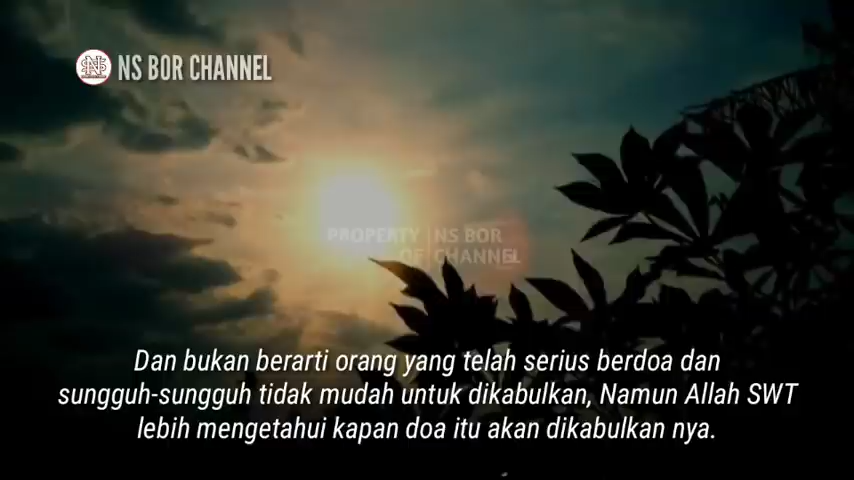 NS BOR CHANNEL
PROPERTY OF
NS BOR CHANNEL
Dan bukan berarti orang yang telah serius berdoa dan
sungguh-sungguh tidak mudah untuk dikabulkan, Namun Allah SWT
lebih mengetahui kapan doa itu akan dikabulkan nya.